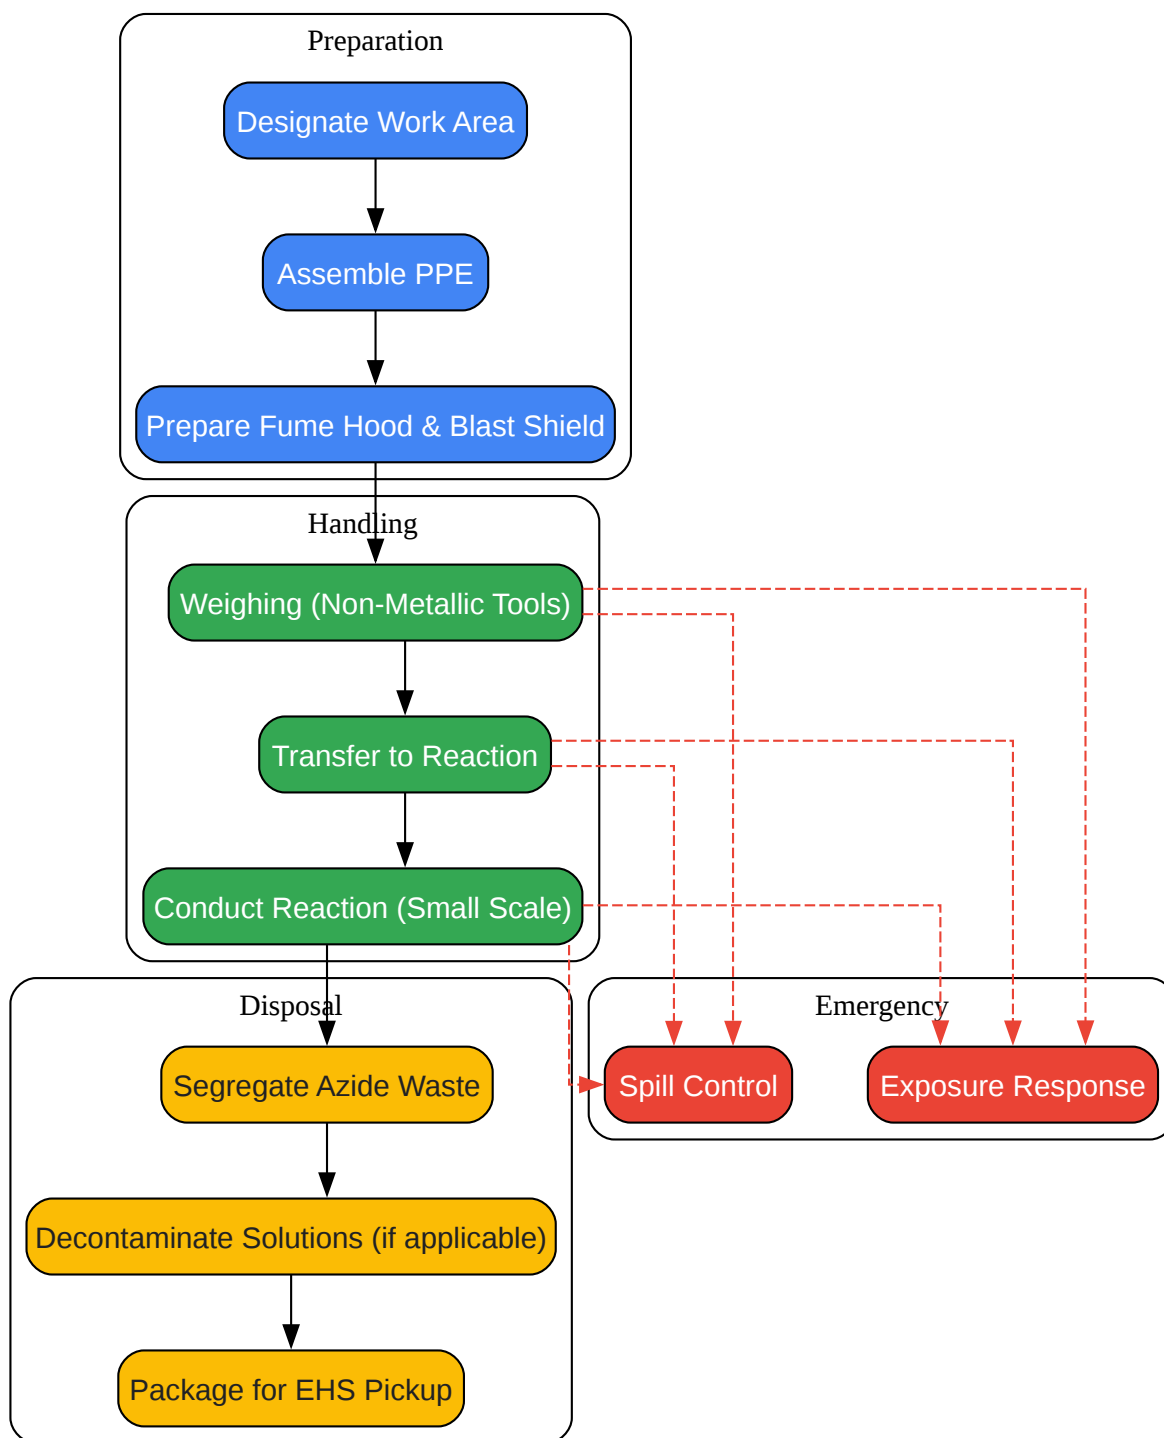 Preparation
Designate Work Area
Assemble PPE
Prepare Fume Hood & Blast Shield
Handling
Weighing (Non-Metallic Tools)
Transfer to Reaction
Conduct Reaction (Small Scale)
Disposal
Segregate Azide Waste
Decontaminate Solutions (if applicable)
Package for EHS Pickup
Emergency
Spill Control
Exposure Response